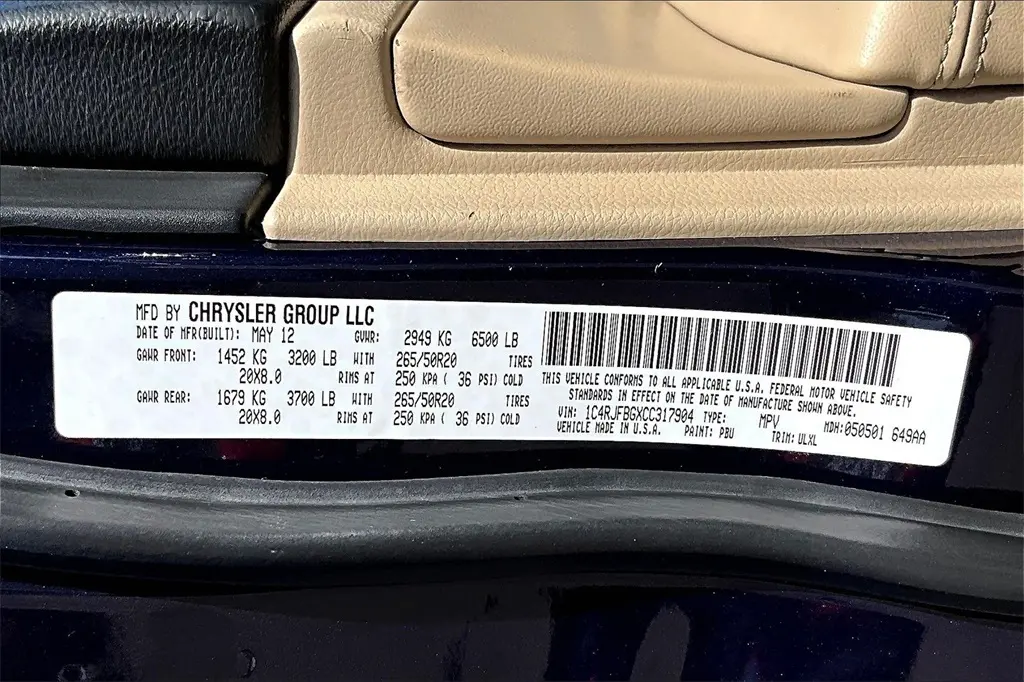 MFD BY CHRYSLER GROUP LLC
DATE OF MFR(BUILT): MAY 12 GVWR: 2949 KG 6500 LB
GAWR FRONT: 1452 KG 3200 LB WITH 265/50R20 TIRES
20X8.0 RIMS AT 250 KPA ( 36 PSI) COLD
GAWR REAR: 1679 KG 3700 LB WITH 265/50R20 TIRES
20X8.0 RIMS AT 250 KPA ( 36 PSI) COLD
THIS VEHICLE CONFORMS TO ALL APPLICABLE U.S.A. FEDERAL MOTOR VEHICLE SAFETY
STANDARDS IN EFFECT ON THE DATE OF MANUFACTURE SHOWN ABOVE.
VIN: 1C4RJFBGXCC317904 TYPE: MPV MDH:050501 649AA
VEHICLE MADE IN U.S.A. PAINT: PBU TRIM: ULXL